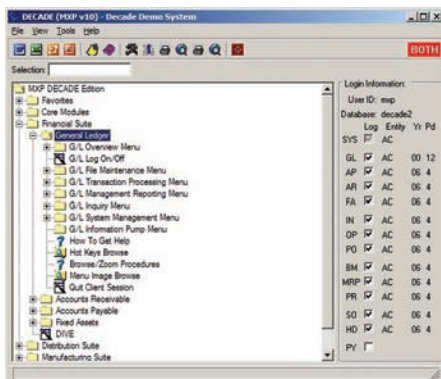 DECADE (MXP v10) - Decade Demo System
File View Tools Help
BOTH
Selection:
MXP DECADE Edition
Favorites
Core Modules
Financial Suite
General Ledger
G/L Overview Menu
G/L Log On/Off
G/L File Maintenance Menu
G/L Transaction Processing Menu
G/L Management Reporting Menu
G/L Inquiry Menu
G/L System Management Menu
G/L Information Pump Menu
How To Get Help
Hot Keys Browse
Browse/Zoom Procedures
Menu Image Browse
Quit Client Session
Accounts Receivable
Accounts Payable
Fixed Assets
DIVE
Distribution Suite
Manufacturing Suite
Login Information:
User ID: mxp
Database: decade2
Log Entity Yr Pd
SYS AC
GL AC 00 12
AP AC 06 4
AR AC 06 4
FA AC 06 4
IN AC 06 4
OP AC 06 4
PO AC 06 4
BM AC 06 4
MRP AC 06 4
PR AC 06 4
SO AC 06 4
HD AC 06 4
PY